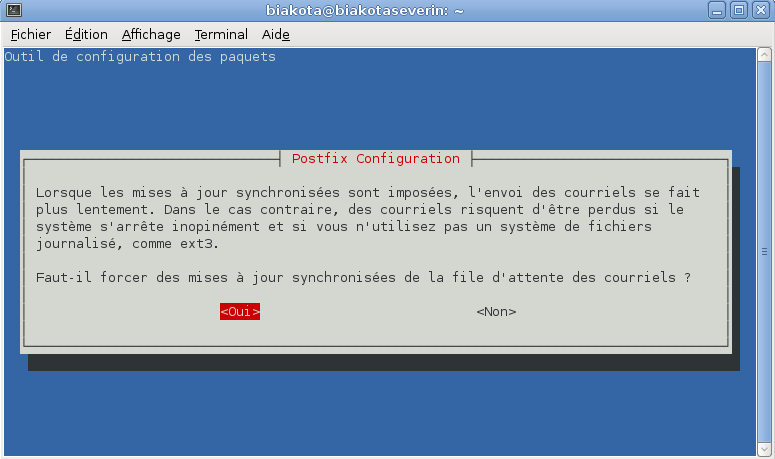 biakota@biakotaseverin: ~
Fichier Édition Affichage Terminal Aide
Outil de configuration des paquets
Postfix Configuration
Lorsque les mises à jour synchronisées sont imposées, l'envoi des courriels se fait
plus lentement. Dans le cas contraire, des courriels risquent d'être perdus si le
système s'arrête inopinément et si vous n'utilisez pas un système de fichiers
journalisé, comme ext3.
Faut-il forcer des mises à jour synchronisées de la file d'attente des courriels ?
<Oui> <Non>